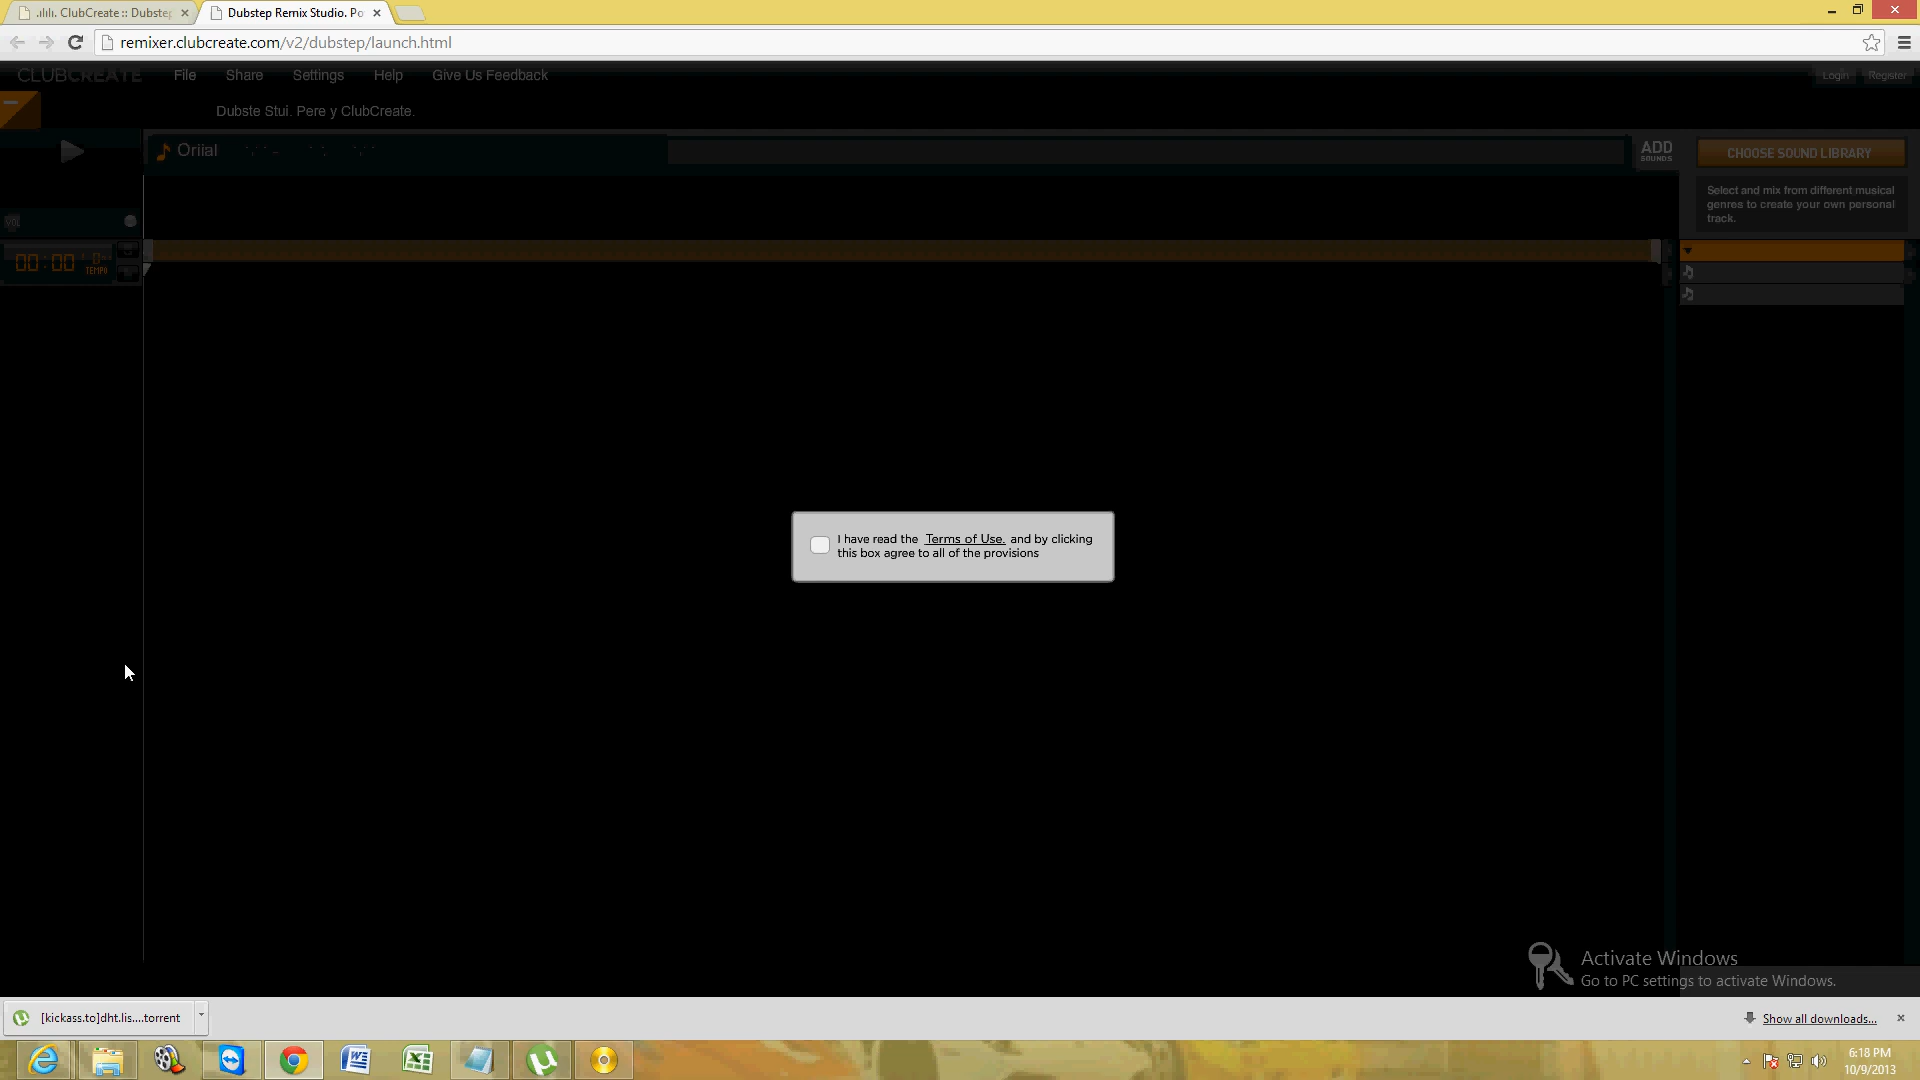 .ılılı. ClubCreate :: Dubstep
Dubstep Remix Studio. Po
remixer.clubcreate.com/v2/dubstep/launch.html
CLUBCREATE File Share Settings Help Give Us Feedback Login Register
Dubste Stui. Pere y ClubCreate.
Oriial
ADD
SOUNDS
CHOOSE SOUND LIBRARY
Select and mix from different musical
genres to create your own personal
track.
VOL
00:00
TEMPO
I have read the Terms of Use. and by clicking
this box agree to all of the provisions
Activate Windows
Go to PC settings to activate Windows.
[kickass.to]dht.lis....torrent
Show all downloads...
6:18 PM
10/9/2013